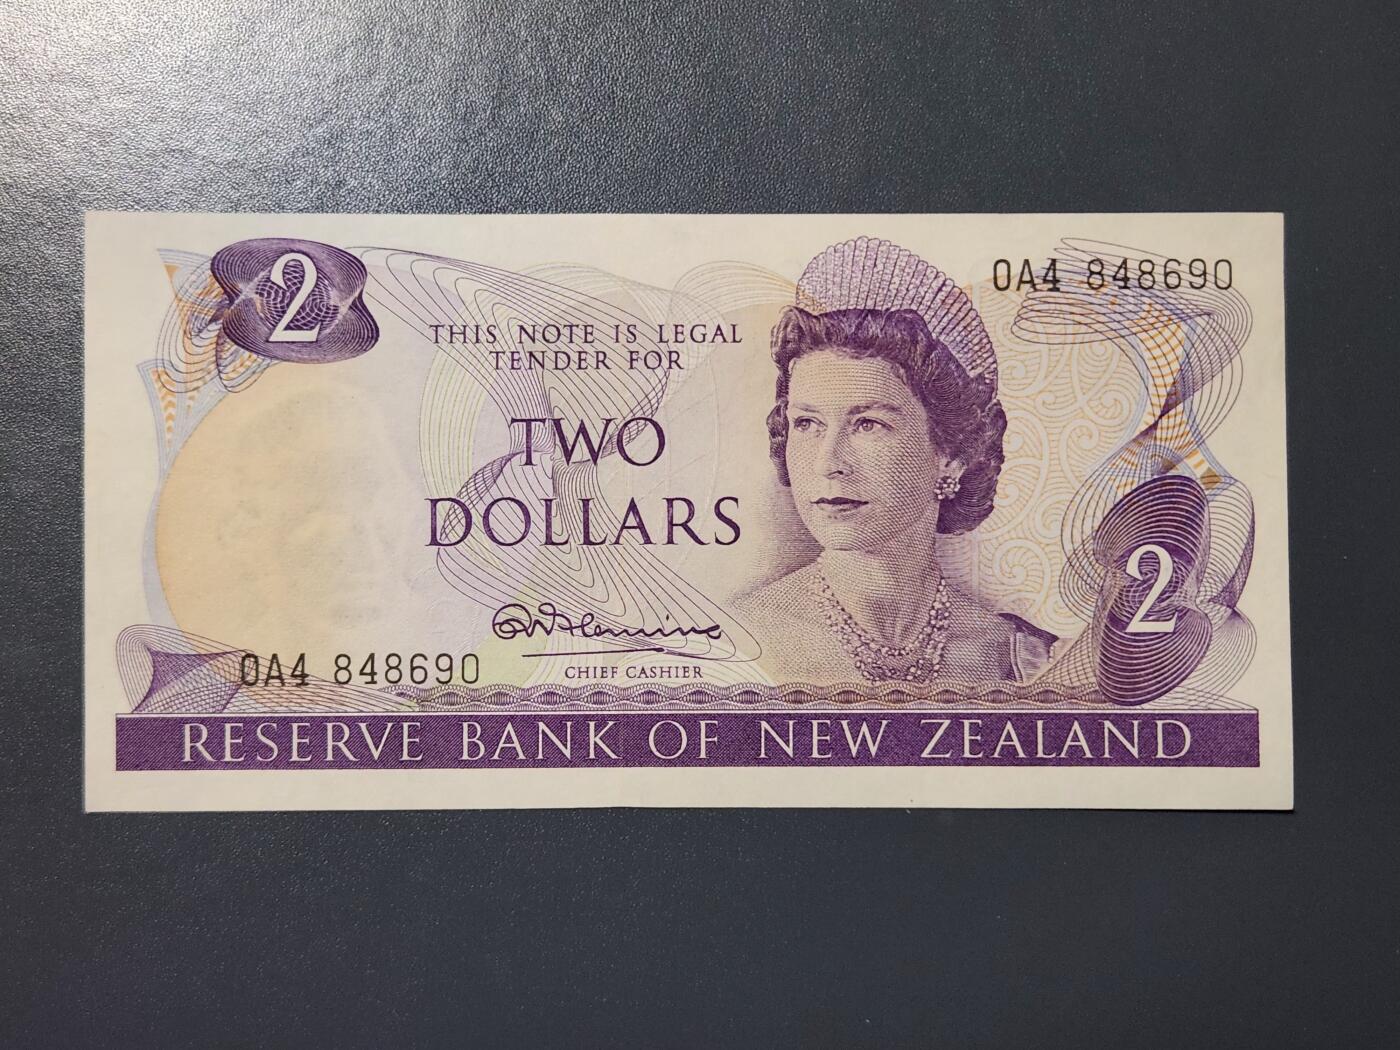 2
0A4 848690
THIS NOTE IS LEGAL
TENDER FOR
TWO
DOLLARS
RDFleming
CHIEF CASHIER
0A4 848690
2
RESERVE BANK OF NEW ZEALAND